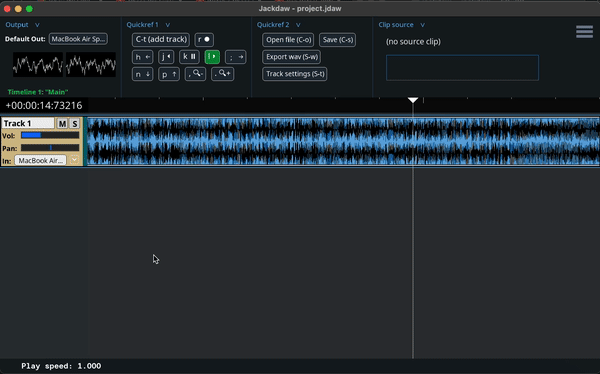 Jackdaw - project.jdaw
Output v
Quickref 1 v
Quickref 2 v
Clip source v
Default Out: MacBook Air Sp...
C-t (add track) r
Open file (C-o) Save (C-s)
(no source clip)
h ← j k l ; →
Export wav (S-w)
n ↓ p ↑ , .
Track settings (S-t)
Timeline 1: "Main"
+00:00:14:73216
Track 1 M S
Vol:
Pan:
In: MacBook Air...
Play speed: 1.000